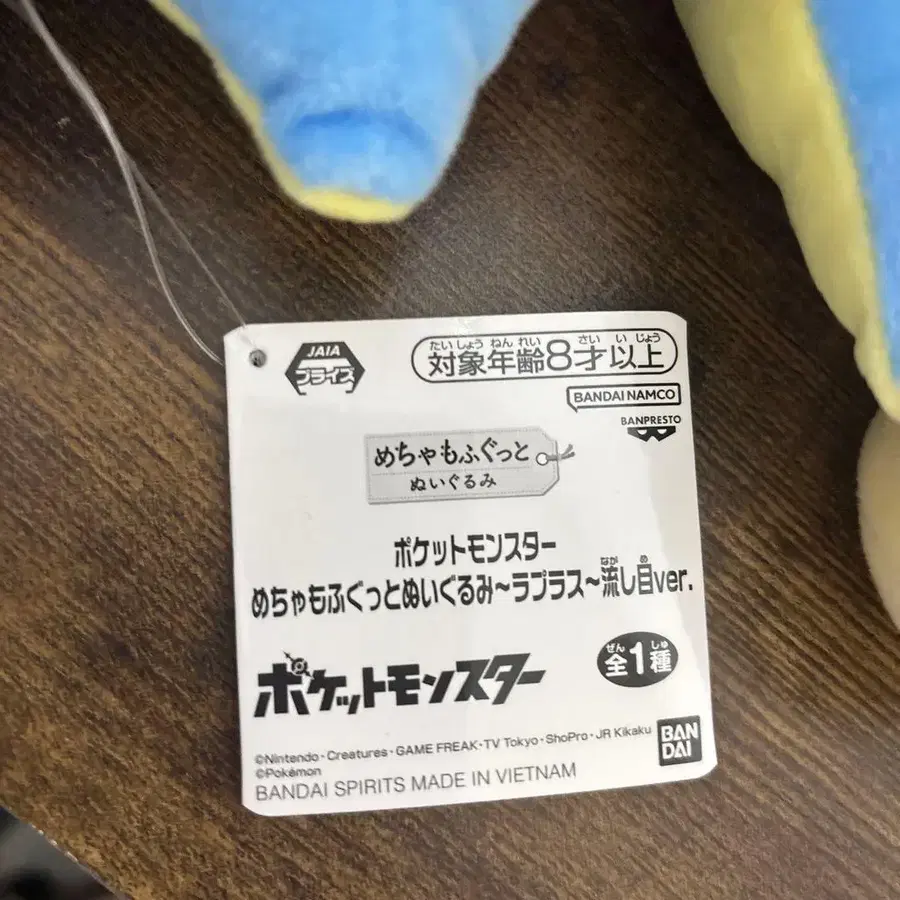 JAIA
プライズ
たいしょう ねん れい さい い じょう
対象年齢8才以上
BANDAI NAMCO
BANPRESTO
めちゃもふぐっと
ぬいぐるみ
ポケットモンスター
なが め
めちゃもふぐっとぬいぐるみ~ラプラス~流し目ver.
ポケットモンスター
ぜん しゅ
全1種
©Nintendo・Creatures・GAME FREAK・TV Tokyo・ShoPro・JR Kikaku
©Pokémon
BANDAI SPIRITS MADE IN VIETNAM
BAN
DAI